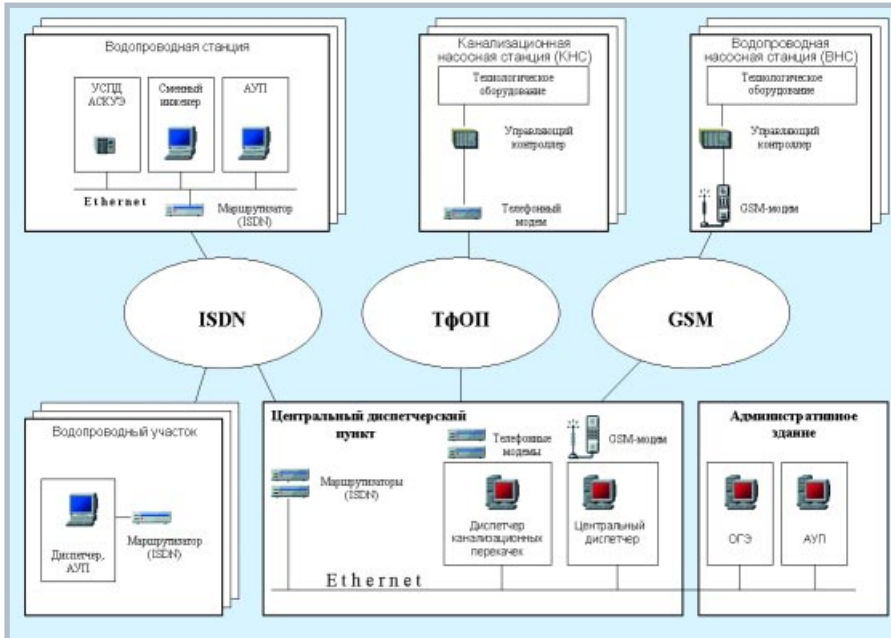 Водопроводная станция
УСПД
АСКУЭ
Сменный
инженер
АУП
Ethernet
Маршрутизатор
(ISDN)
Канализационная
насосная станция (КНС)
Технологическое
оборудование
Управляющий
контроллер
Телефонный
модем
Водопроводная
насосная станция (ВНС)
Технологическое
оборудование
Управляющий
контроллер
GSM-модем
ISDN
ТфОП
GSM
Водопроводный участок
Диспетчер,
АУП
Маршрутизатор
(ISDN)
Центральный диспетчерский
пункт
Маршрутизаторы
(ISDN)
Телефонные
модемы
GSM-модем
Диспетчер
канализационных
перекачек
Центральный
диспетчер
Ethernet
Административное
здание
ОГЭ
АУП